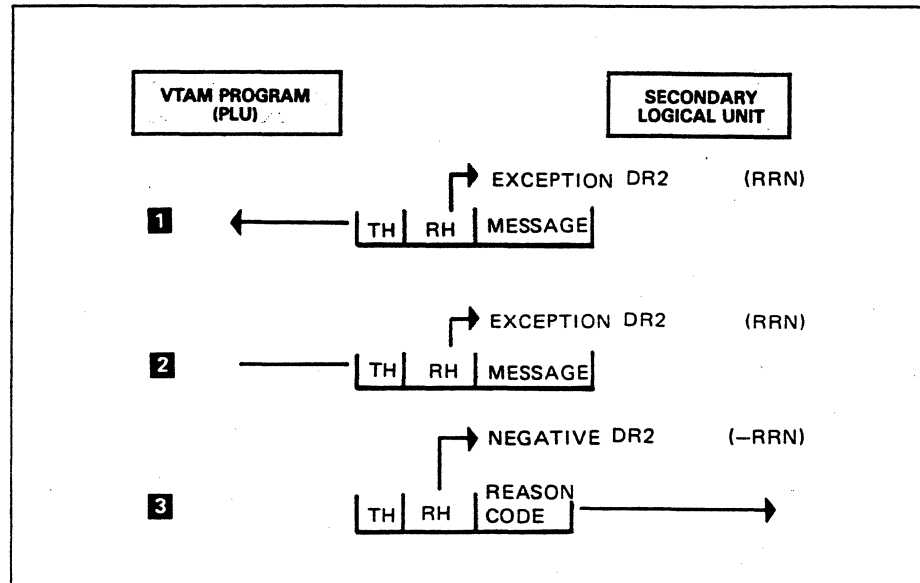 VTAM PROGRAM
(PLU)
SECONDARY
LOGICAL UNIT
EXCEPTION DR2 (RRN)
1
TH RH MESSAGE
EXCEPTION DR2 (RRN)
2
TH RH MESSAGE
NEGATIVE DR2 (—RRN)
3
TH RH REASON
CODE